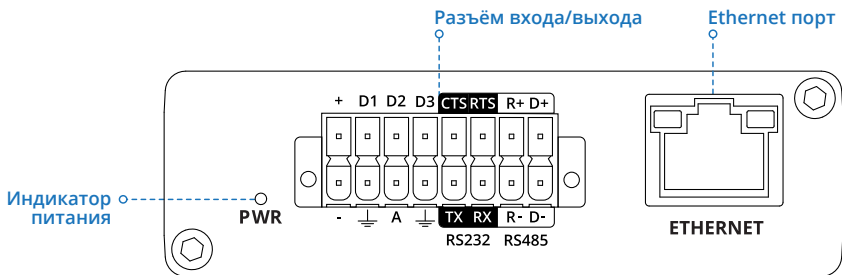 Разъём входа/выхода
Ethernet порт
+ D1 D2 D3 CTS RTS R+ D+
Индикатор
питания
PWR
- ⏚ A ⏚ TX RX R- D-
RS232 RS485
ETHERNET